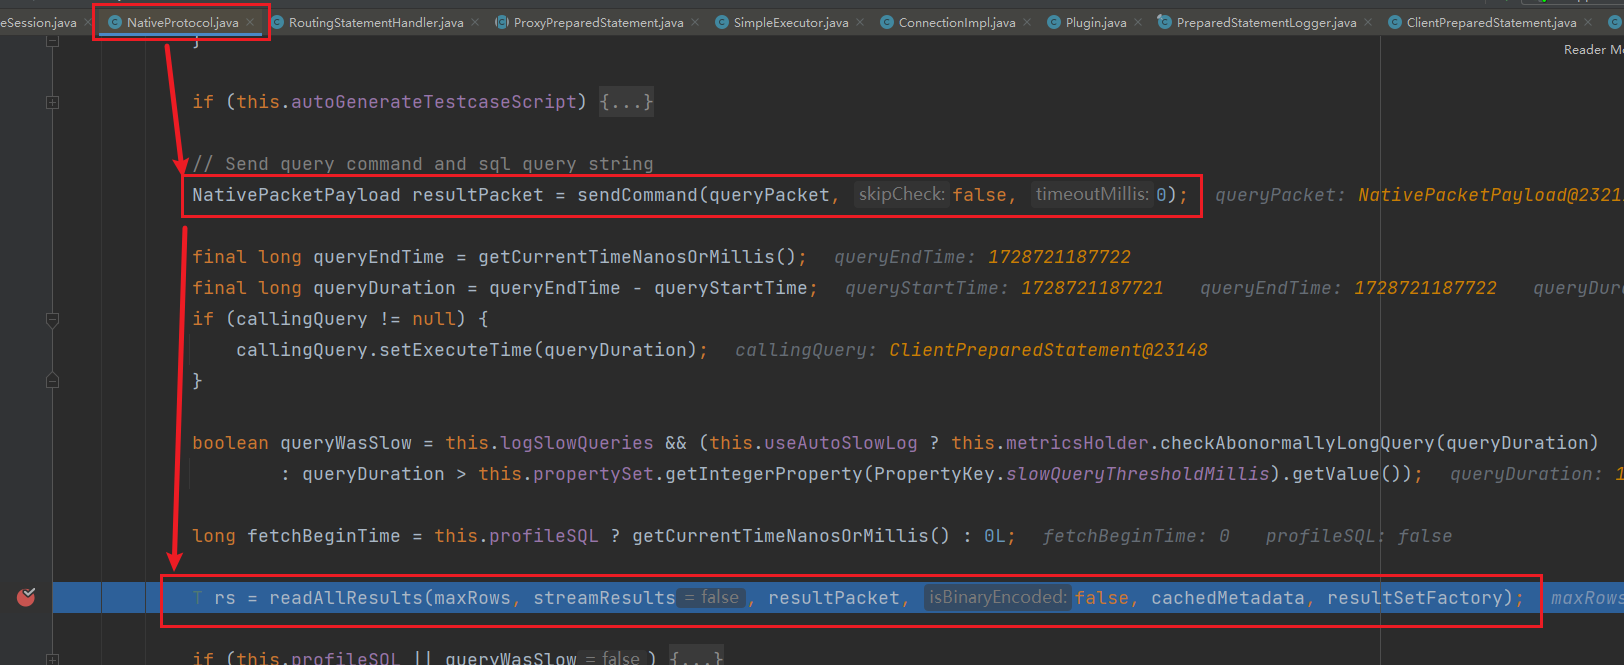 eSession.java × NativeProtocol.java × RoutingStatementHandler.java × ProxyPreparedStatement.java × SimpleExecutor.java × ConnectionImpl.java × Plugin.java × PreparedStatementLogger.java × ClientPreparedStatement.java ×
}
Reader Mo
if (this.autoGenerateTestcaseScript) {...}
// Send query command and sql query string
NativePacketPayload resultPacket = sendCommand(queryPacket, skipCheck: false, timeoutMillis: 0); queryPacket: NativePacketPayload@2321
final long queryEndTime = getCurrentTimeNanosOrMillis(); queryEndTime: 1728721187722
final long queryDuration = queryEndTime - queryStartTime; queryStartTime: 1728721187721 queryEndTime: 1728721187722 queryDur
if (callingQuery != null) {
callingQuery.setExecuteTime(queryDuration); callingQuery: ClientPreparedStatement@23148
}
boolean queryWasSlow = this.logSlowQueries && (this.useAutoSlowLog ? this.metricsHolder.checkAbonormallyLongQuery(queryDuration)
: queryDuration > this.propertySet.getIntegerProperty(PropertyKey.slowQueryThresholdMillis).getValue()); queryDuration: 1
long fetchBeginTime = this.profileSQL ? getCurrentTimeNanosOrMillis() : 0L; fetchBeginTime: 0 profileSQL: false
T rs = readAllResults(maxRows, streamResults = false , resultPacket, isBinaryEncoded: false, cachedMetadata, resultSetFactory); maxRows
if (this.profileSQL || queryWasSlow = false ) {...}